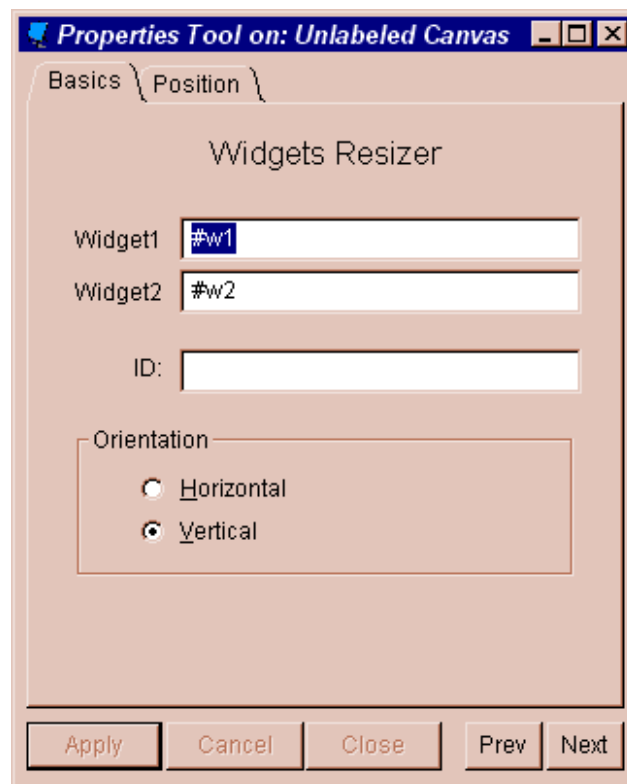 Properties Tool on: Unlabeled Canvas
Basics Position
Widgets Resizer
Widget1 #w1
Widget2 #w2
ID:
Orientation
Horizontal
Vertical
Apply Cancel Close Prev Next